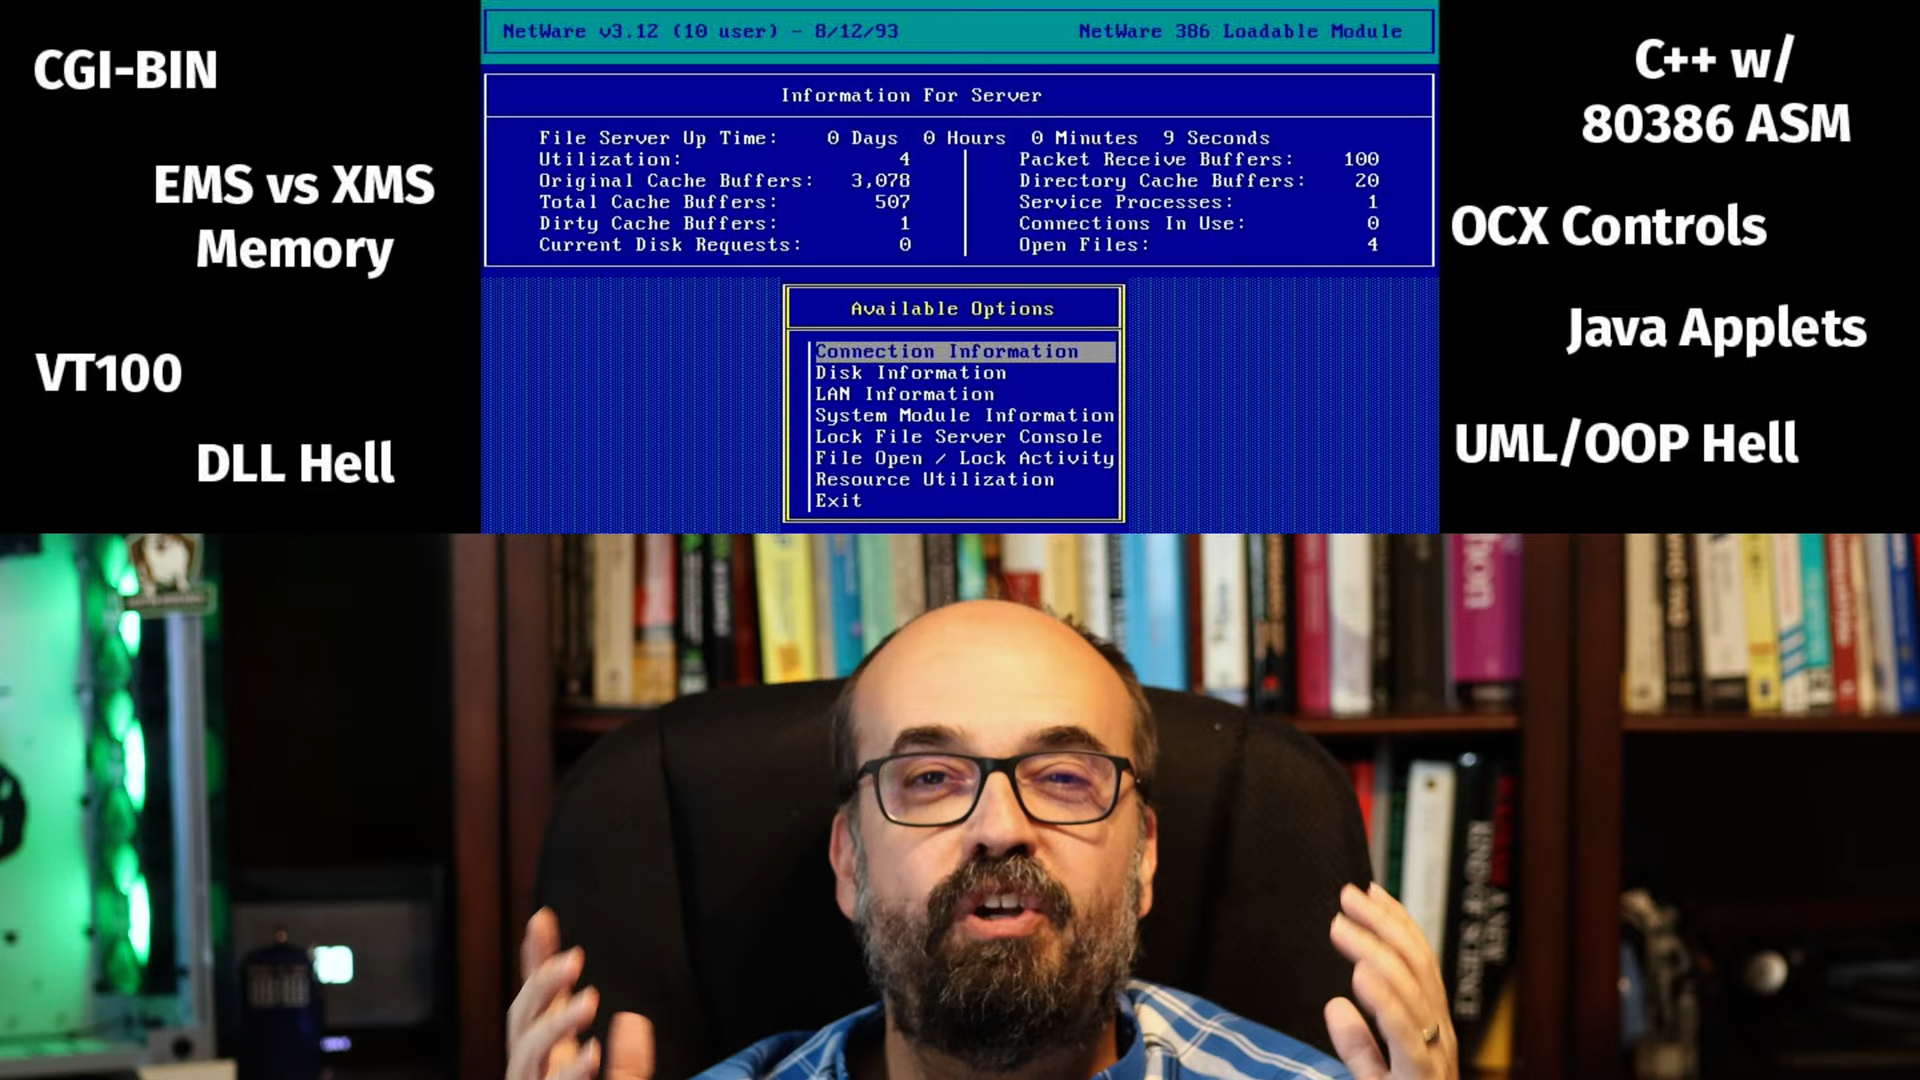 CGI-BIN
EMS vs XMS
Memory
VT100
DLL Hell
NetWare v3.12 (10 user) - 8/12/93 NetWare 386 Loadable Module
Information For Server
File Server Up Time: 0 Days 0 Hours 0 Minutes 9 Seconds
Utilization: 4 Packet Receive Buffers: 100
Original Cache Buffers: 3,078 Directory Cache Buffers: 20
Total Cache Buffers: 507 Service Processes: 1
Dirty Cache Buffers: 1 Connections In Use: 0
Current Disk Requests: 0 Open Files: 4
Available Options
Connection Information
Disk Information
LAN Information
System Module Information
Lock File Server Console
File Open / Lock Activity
Resource Utilization
Exit
C++ w/
80386 ASM
OCX Controls
Java Applets
UML/OOP Hell